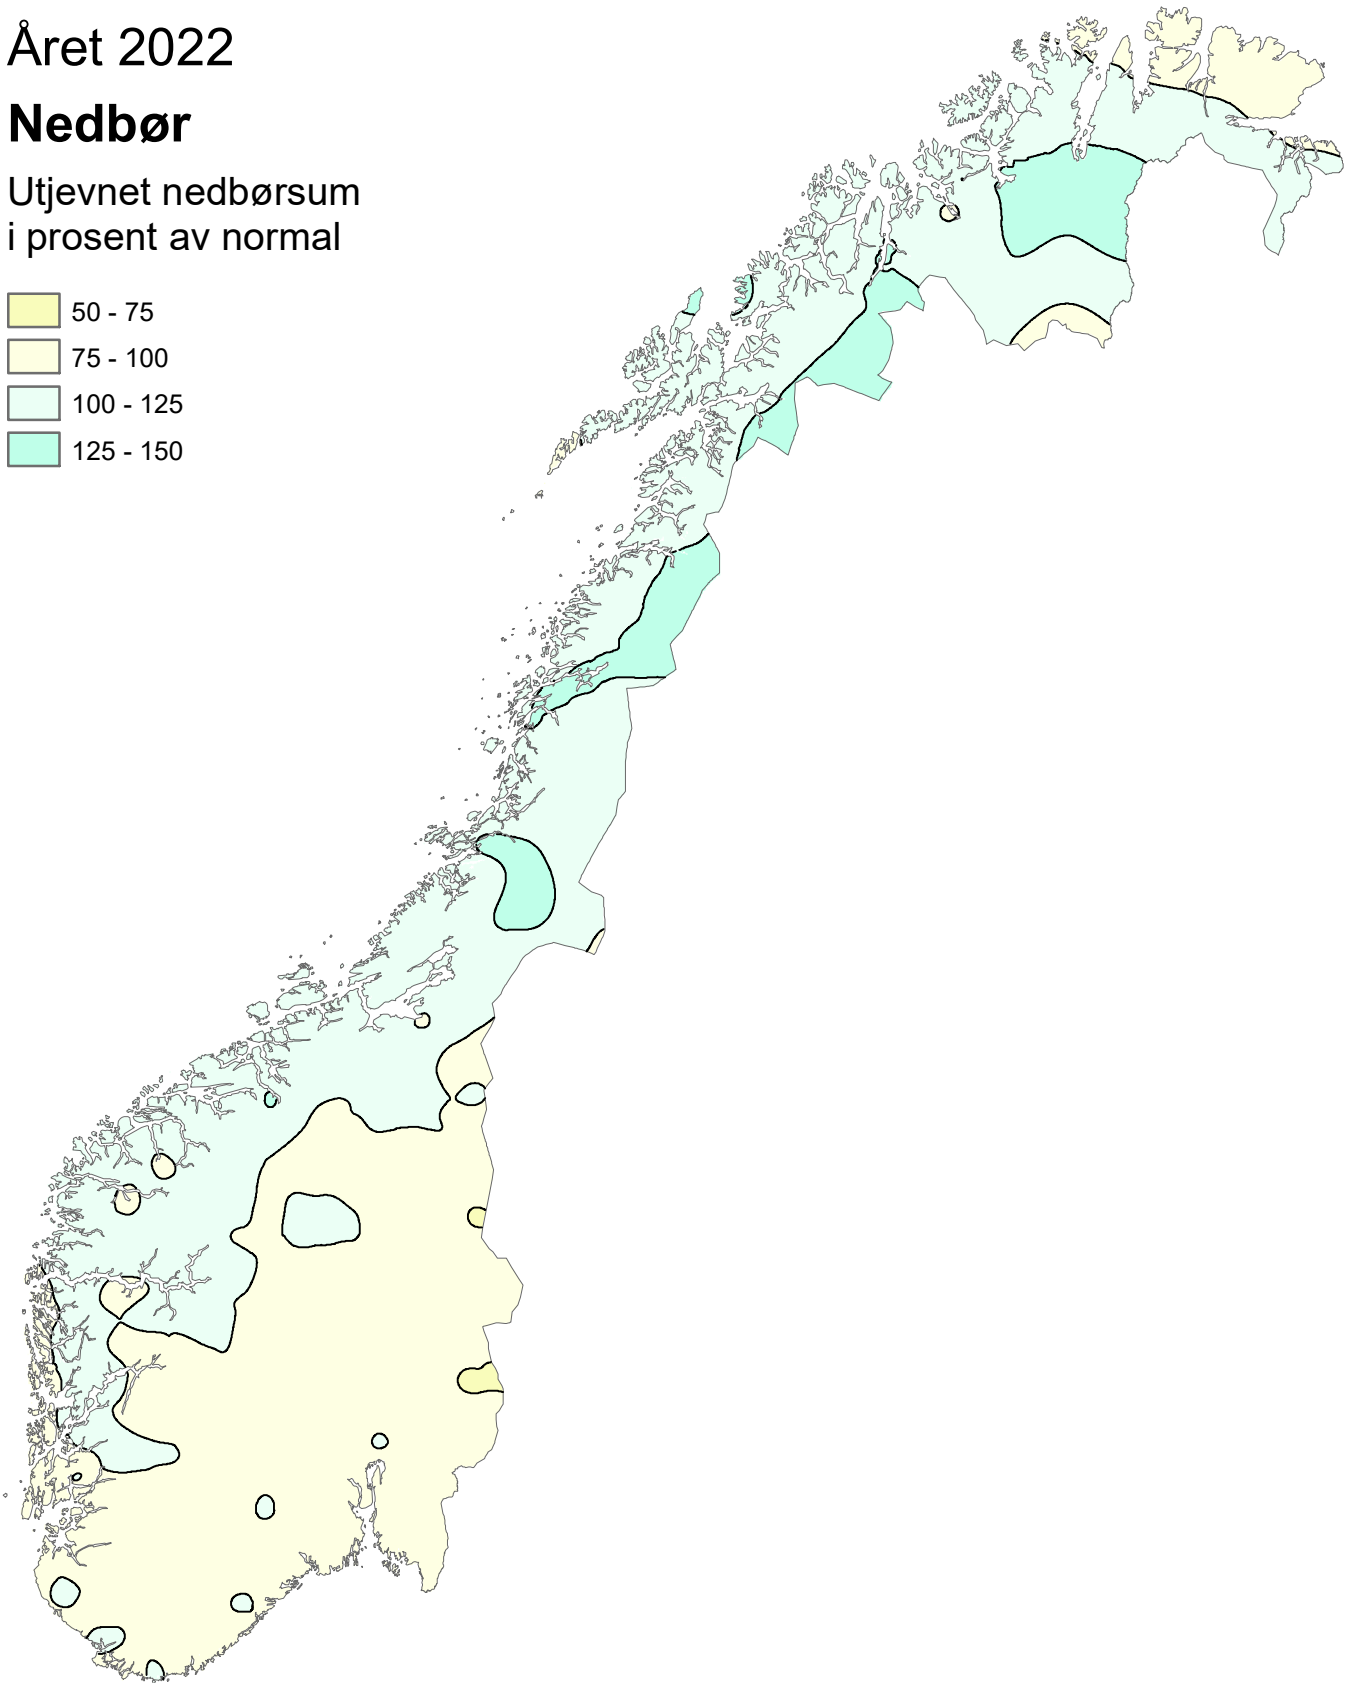 Året 2022
Nedbør
Utjevnet nedbørsum
i prosent av normal
50 - 75
75 - 100
100 - 125
125 - 150